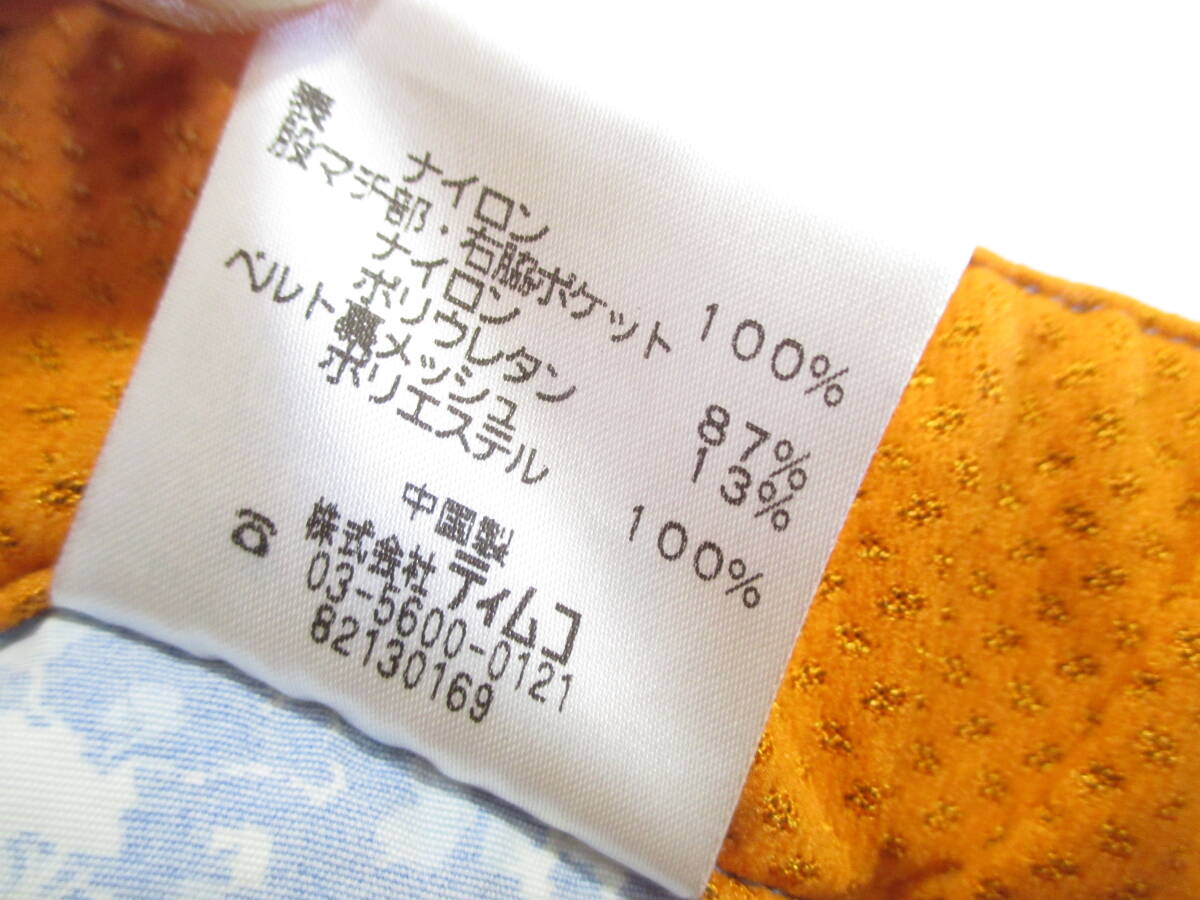 表
ナイロン 100%
股マチ部・右脇ポケット
ナイロン 87%
ポリウレタン 13%
ベルト裏メッシュ
ポリエステル 100%
中国製
株式会社ティムコ
03-5600-0121
82130169